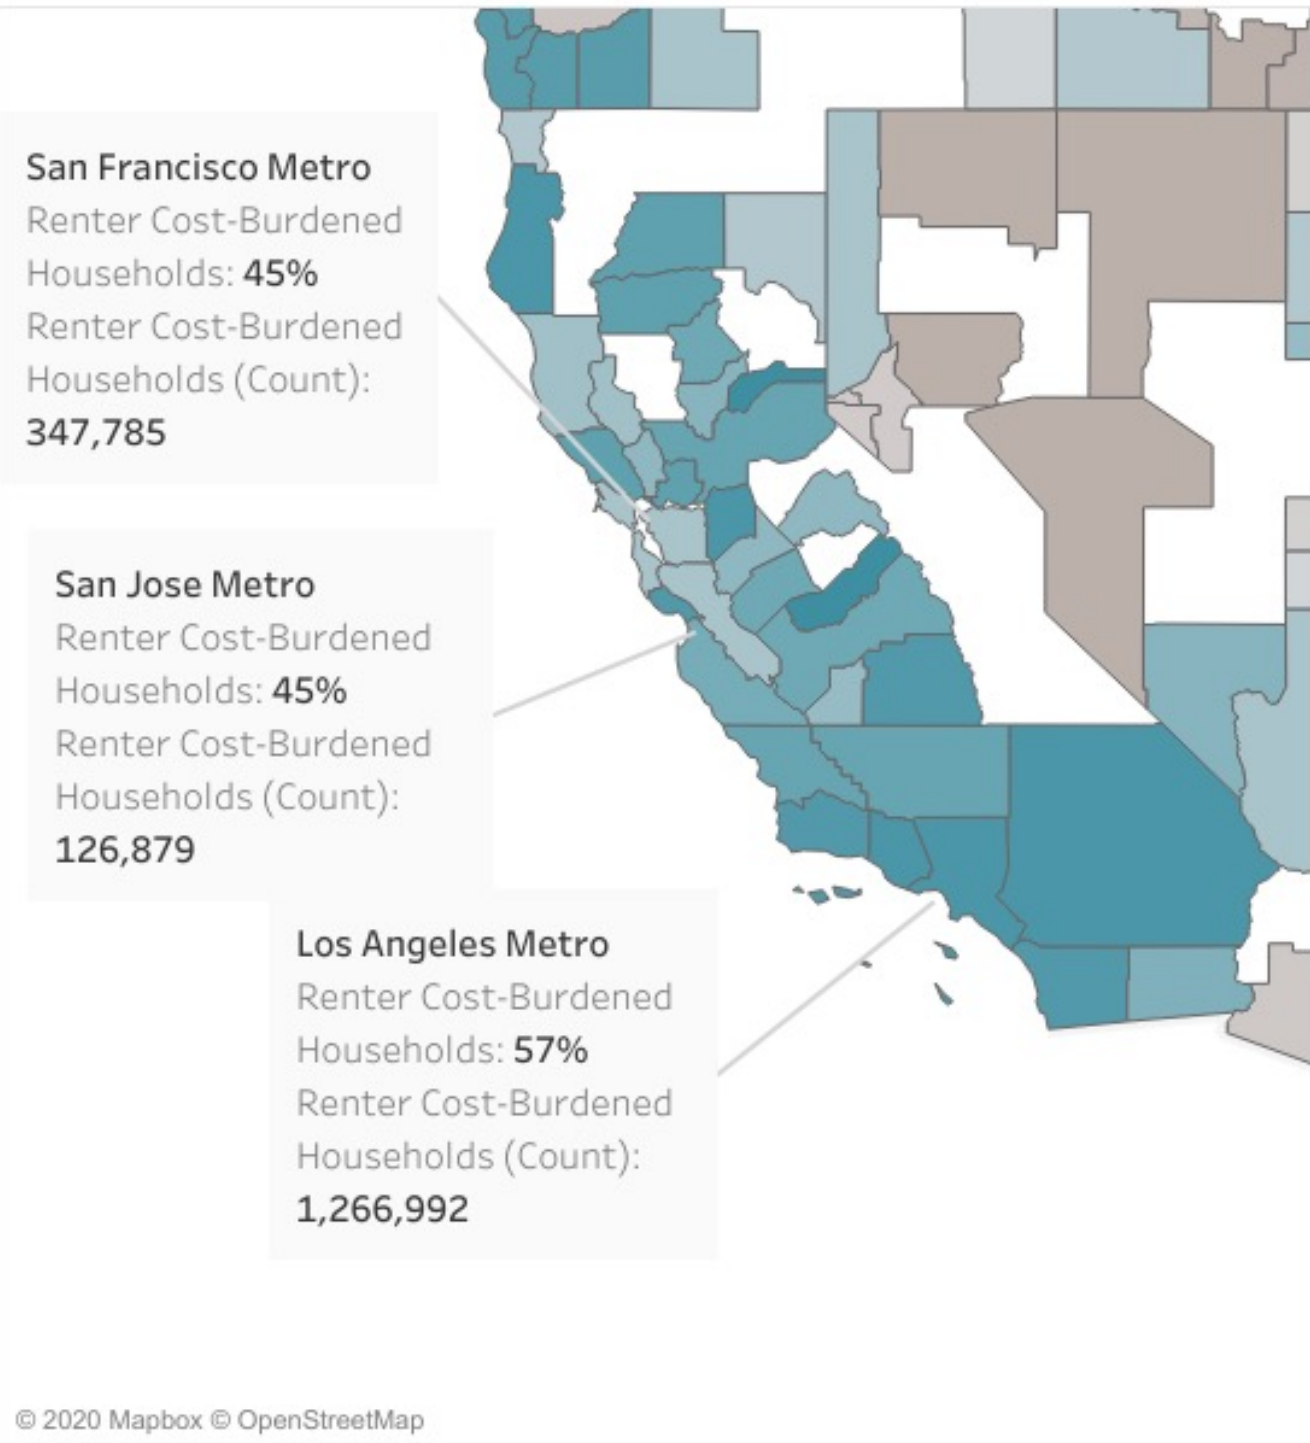 San Francisco Metro
Renter Cost-Burdened
Households: 45%
Renter Cost-Burdened
Households (Count):
347,785
San Jose Metro
Renter Cost-Burdened
Households: 45%
Renter Cost-Burdened
Households (Count):
126,879
Los Angeles Metro
Renter Cost-Burdened
Households: 57%
Renter Cost-Burdened
Households (Count):
1,266,992
© 2020 Mapbox © OpenStreetMap